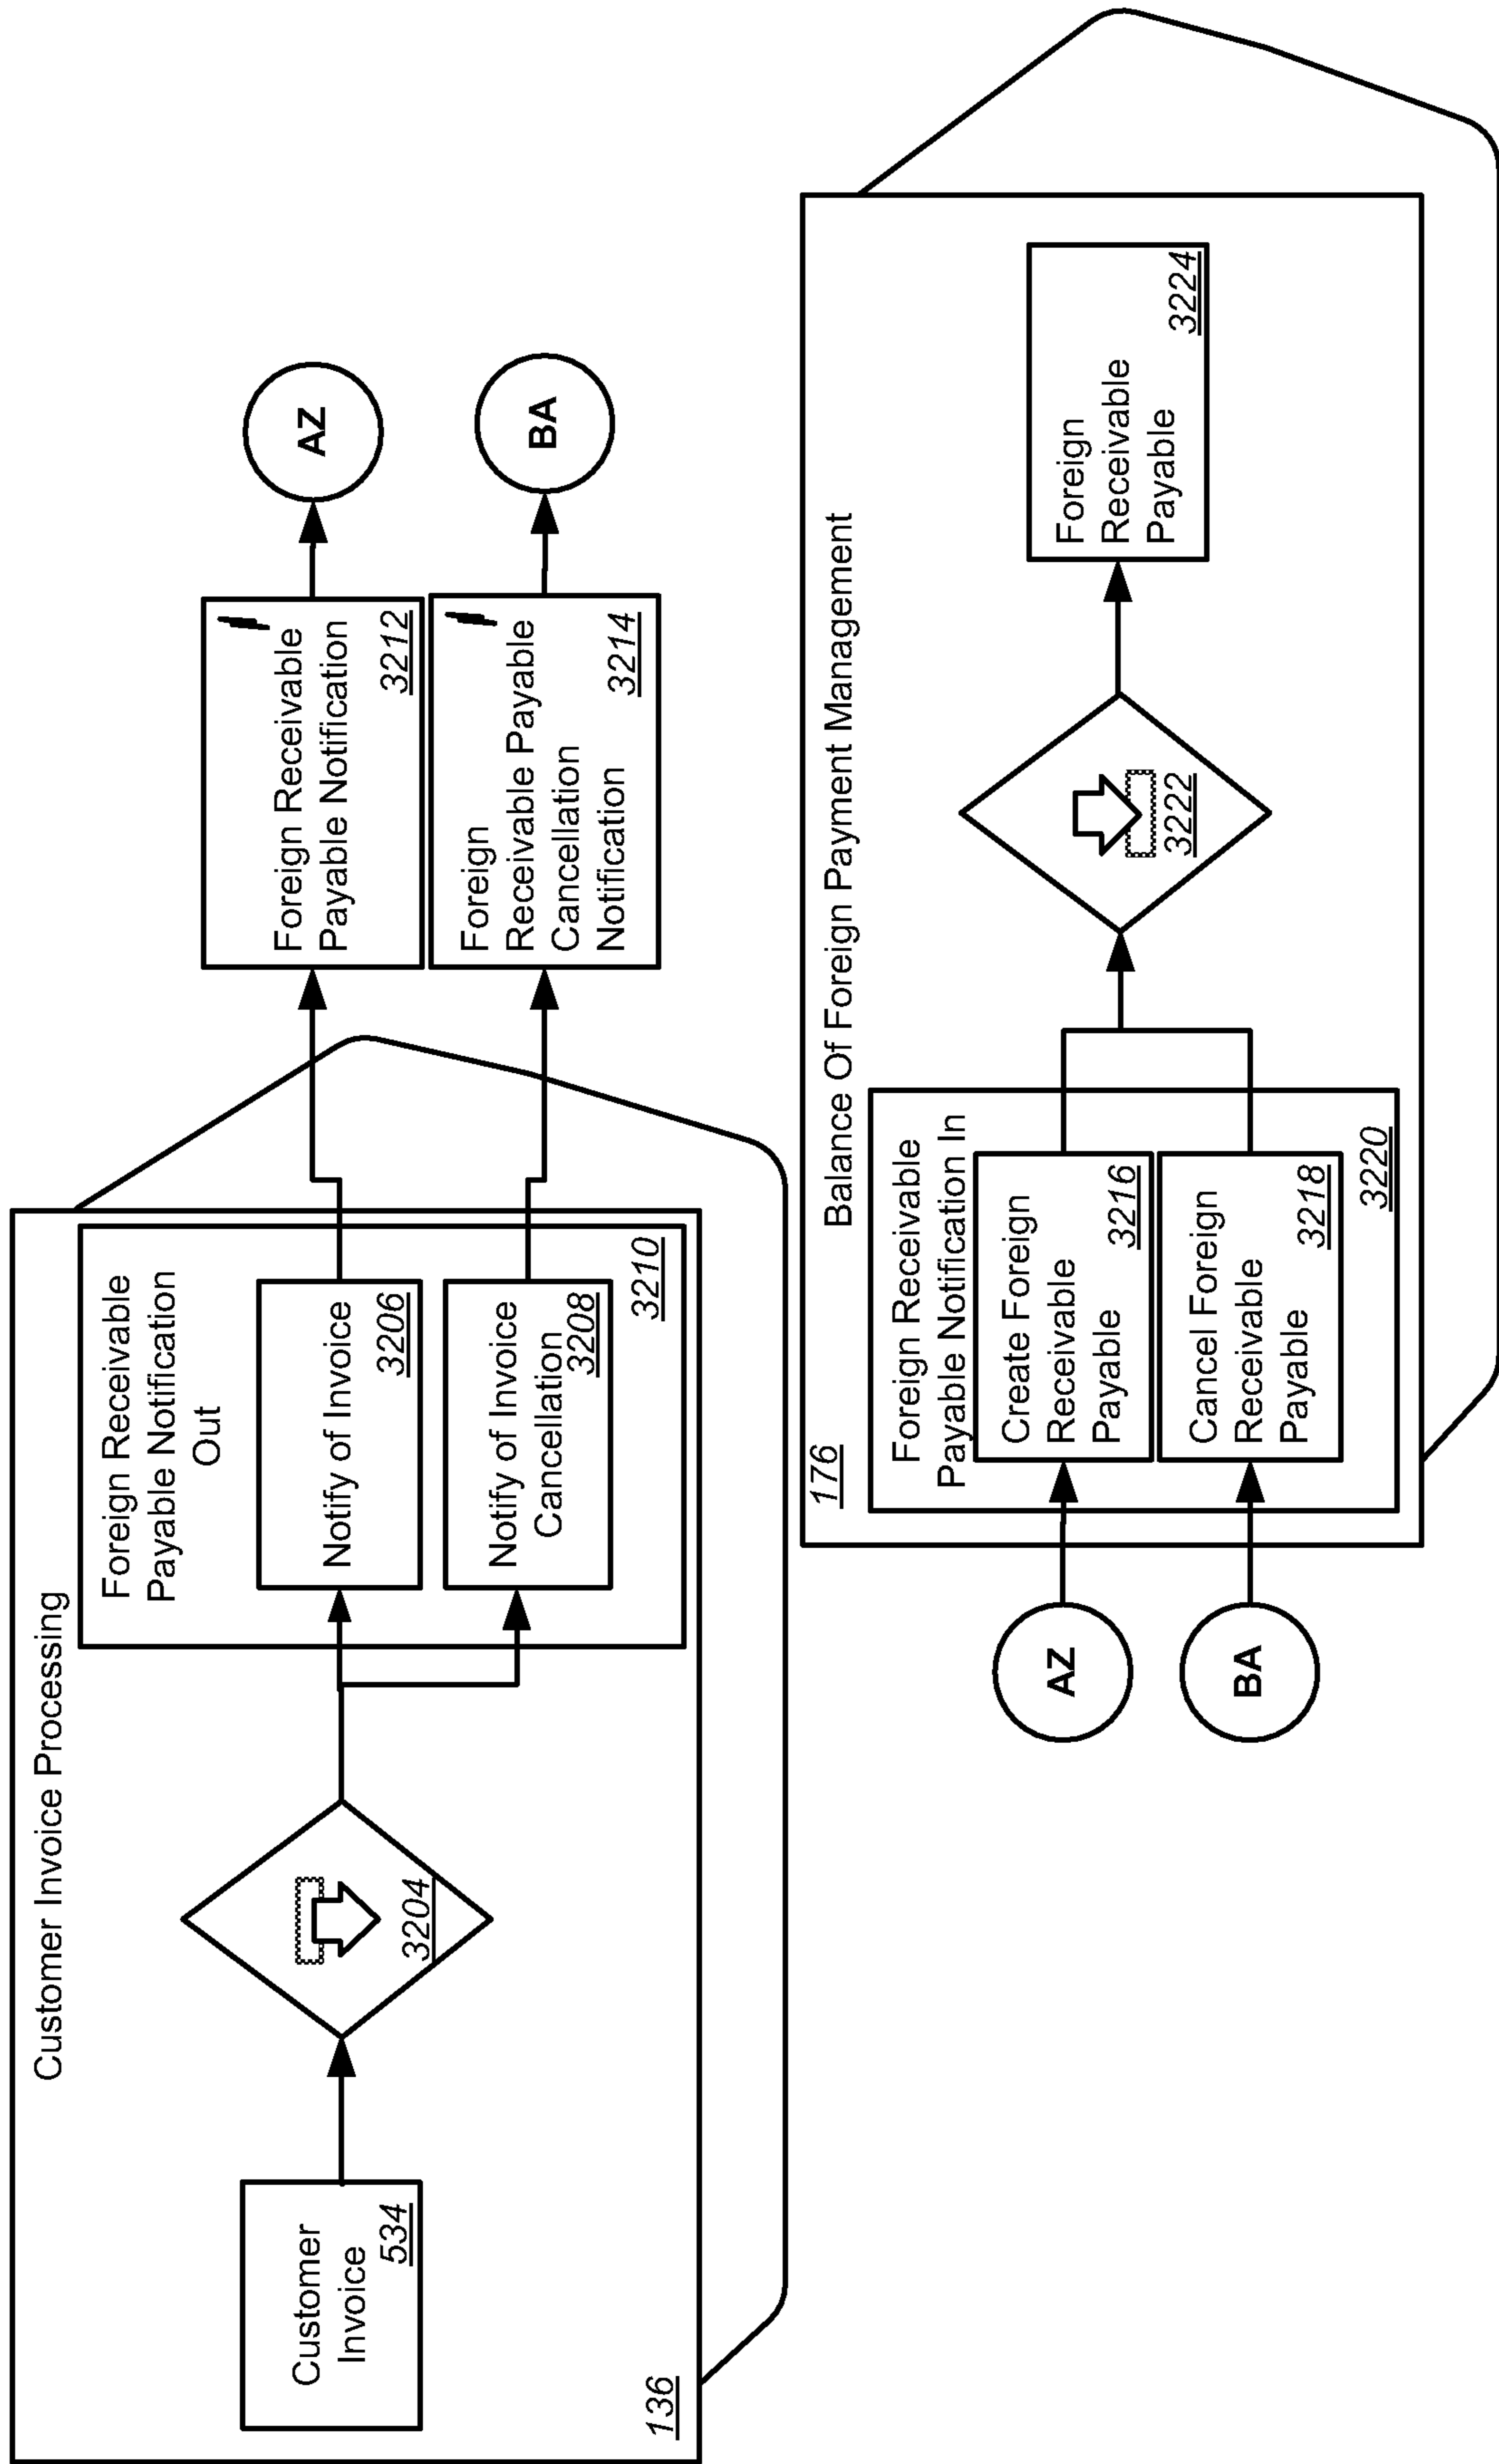 Customer Invoice Processing
Customer
Invoice
534
3204
Foreign Receivable
Payable Notification
Out
Notify of Invoice
3206
Notify of Invoice
Cancellation
3208
3210
136
Foreign Receivable
Payable Notification
3212
Foreign
Receivable Payable
Cancellation
Notification
3214
AZ
BA
Balance Of Foreign Payment Management
176
AZ
BA
Foreign Receivable
Payable Notification In
Create Foreign
Receivable
Payable
3216
Cancel Foreign
Receivable
Payable
3218
3220
3222
Foreign
Receivable
Payable
3224